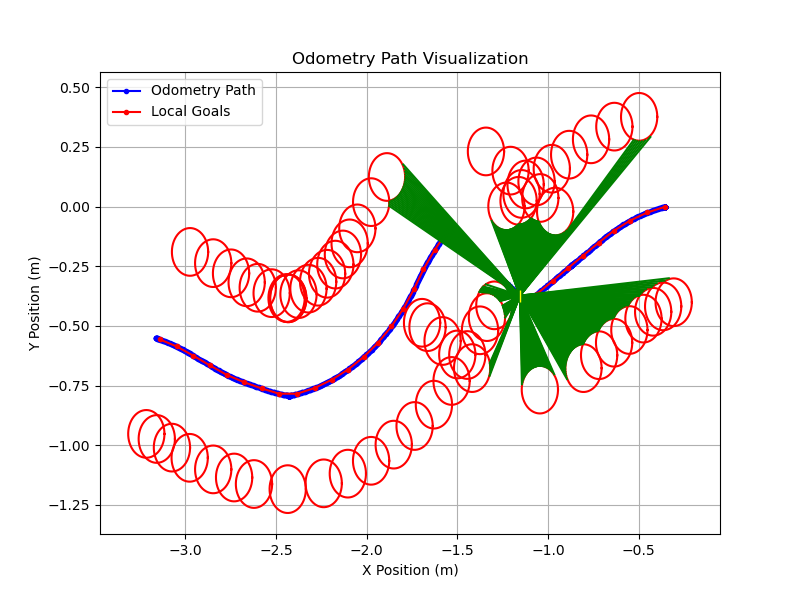 Odometry Path Visualization
Odometry Path
Local Goals
Y Position (m)
0.50
0.25
0.00
−0.25
−0.50
−0.75
−1.00
−1.25
−3.0 −2.5 −2.0 −1.5 −1.0 −0.5
X Position (m)